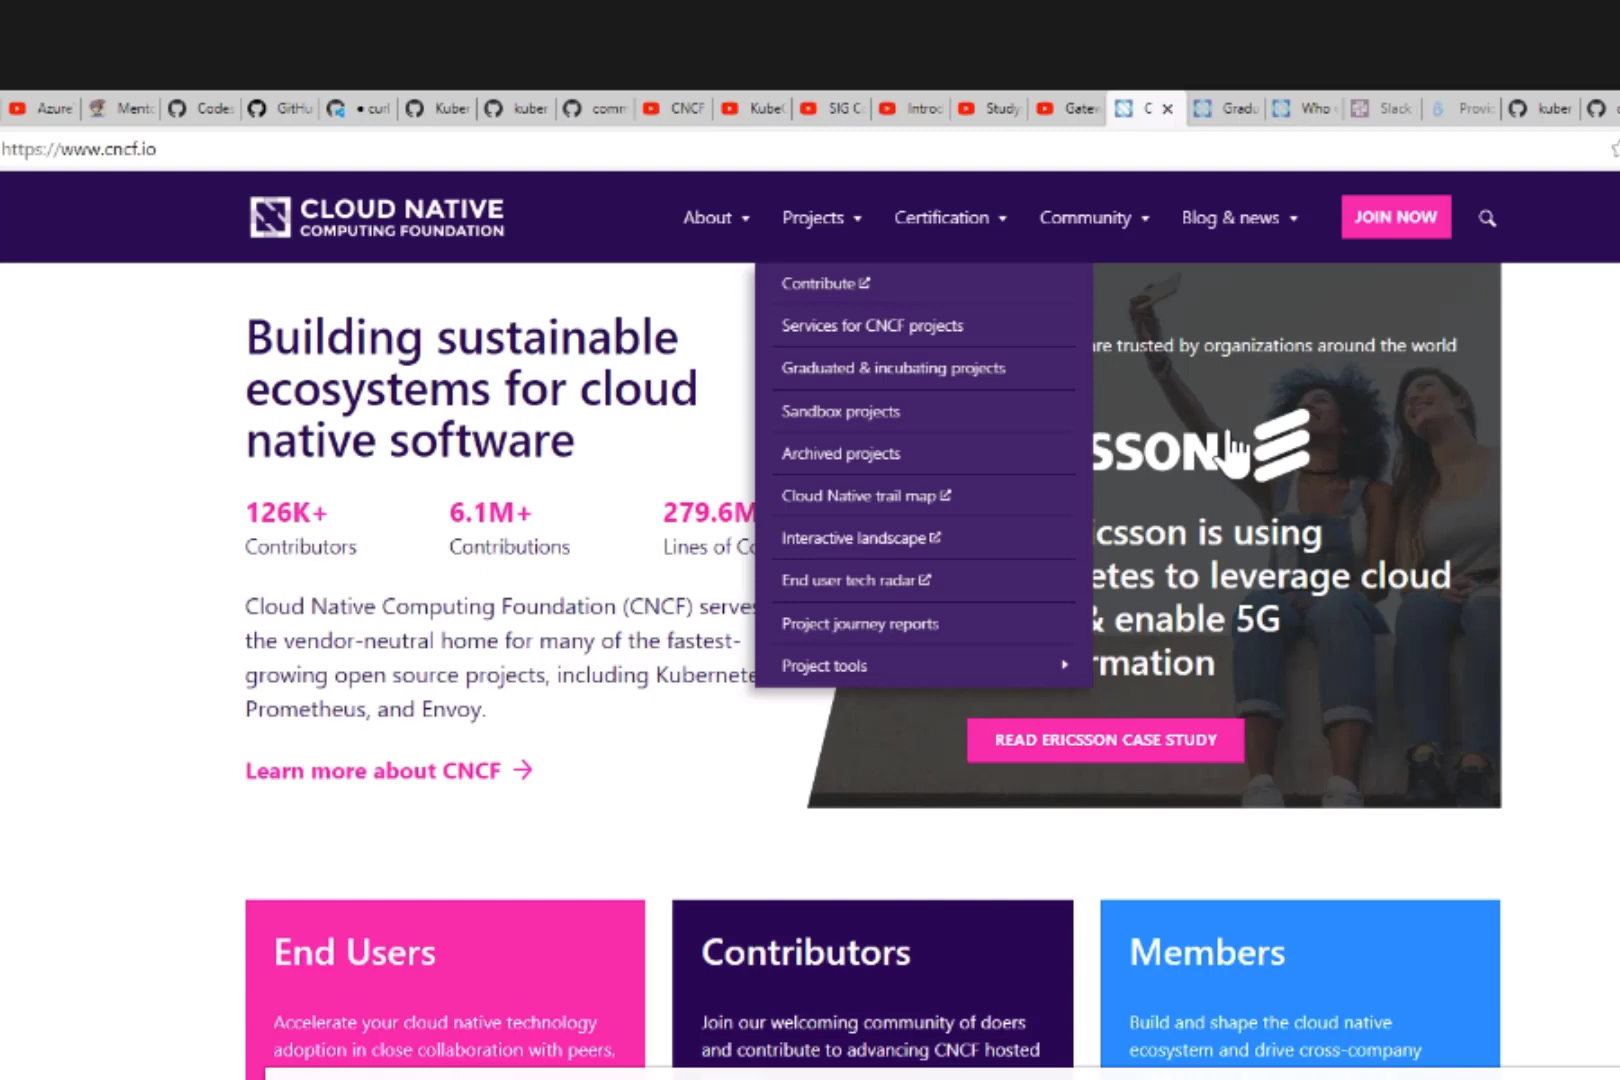 Azure
Ment
Code
GitHu
• curl
Kuber
kuber
comm
CNCF
Kube
SIG C
Introd
Study
Gatew
C
Gradu
Who
Slack
Provi
kuber
https://www.cncf.io
CLOUD NATIVE
COMPUTING FOUNDATION
About
Projects
Certification
Community
Blog & news
JOIN NOW
Contribute
Services for CNCF projects
Graduated & incubating projects
Sandbox projects
Archived projects
Cloud Native trail map
Interactive landscape
End user tech radar
Project journey reports
Project tools
Building sustainable
ecosystems for cloud
native software
126K+
Contributors
6.1M+
Contributions
279.6M
Lines of Co
Cloud Native Computing Foundation (CNCF) serves
the vendor-neutral home for many of the fastest-
growing open source projects, including Kubernete
Prometheus, and Envoy.
Learn more about CNCF →
re trusted by organizations around the world
SSON
icsson is using
etes to leverage cloud
& enable 5G
rmation
READ ERICSSON CASE STUDY
End Users
Accelerate your cloud native technology
adoption in close collaboration with peers,
Contributors
Join our welcoming community of doers
and contribute to advancing CNCF hosted
Members
Build and shape the cloud native
ecosystem and drive cross-company